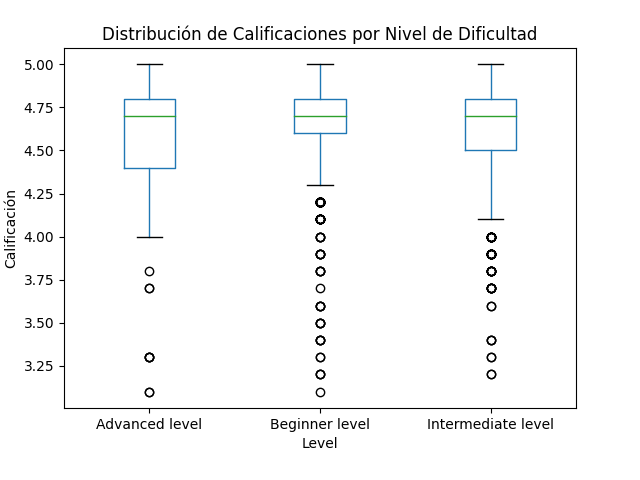 Distribución de Calificaciones por Nivel de Dificultad
5.00
4.75
4.50
4.25
4.00
3.75
3.50
3.25
Calificación
Advanced level
Beginner level
Intermediate level
Level